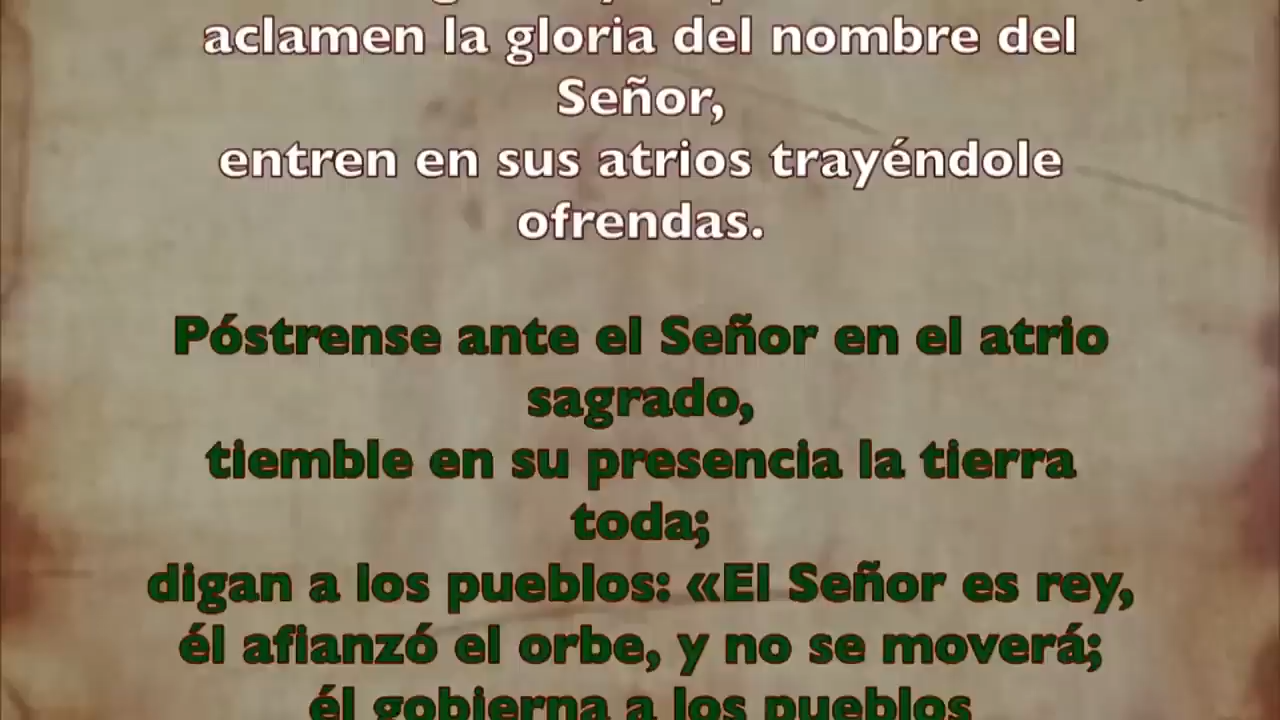 aclamen la gloria del nombre del
Señor,
entren en sus atrios trayéndole
ofrendas.
Póstrense ante el Señor en el atrio
sagrado,
tiemble en su presencia la tierra
toda;
digan a los pueblos: «El Señor es rey,
él afianzó el orbe, y no se moverá;
él gobierna a los pueblos